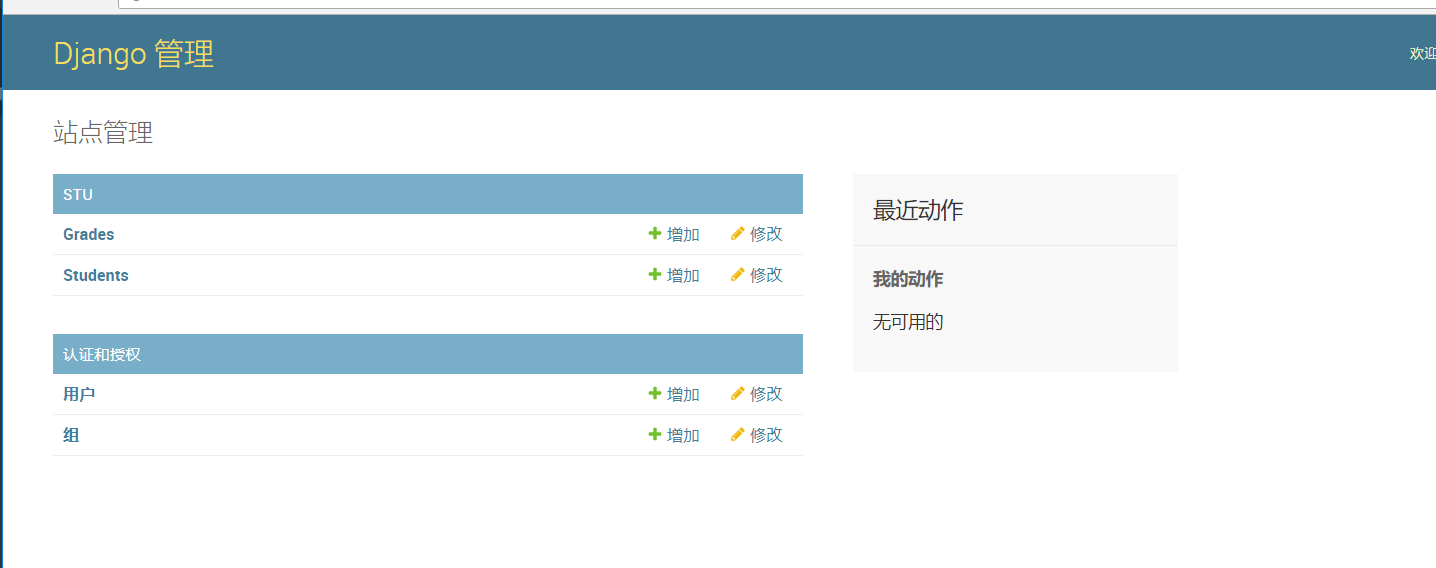 Django 管理
欢迎
站点管理
STU
Grades 增加 修改
Students 增加 修改
认证和授权
用户 增加 修改
组 增加 修改
最近动作
我的动作
无可用的